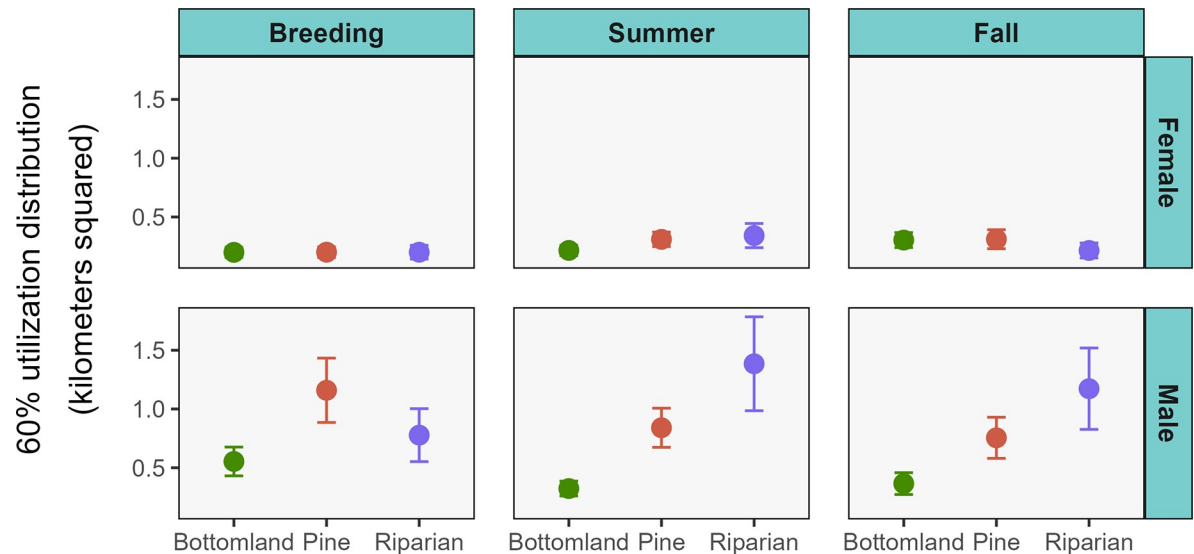 Breeding
Summer
Fall
60% utilization distribution
(kilometers squared)
1.5
1.0
0.5
Female
1.5
1.0
0.5
Male
Bottomland Pine Riparian
Bottomland Pine Riparian
Bottomland Pine Riparian